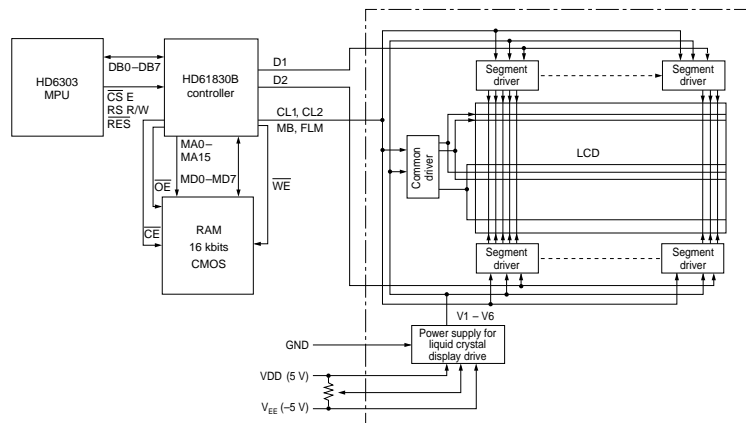 HD6303
MPU
DB0–DB7
CS E
RS R/W
RES
HD61830B
controller
D1
D2
CL1, CL2
MB, FLM
MA0–
MA15
MD0–MD7
OE
CE
WE
RAM
16 kbits
CMOS
Segment
driver
Segment
driver
Common
driver
LCD
Segment
driver
Segment
driver
V1 – V6
Power supply for
liquid crystal
display drive
GND
VDD (5 V)
VEE (–5 V)